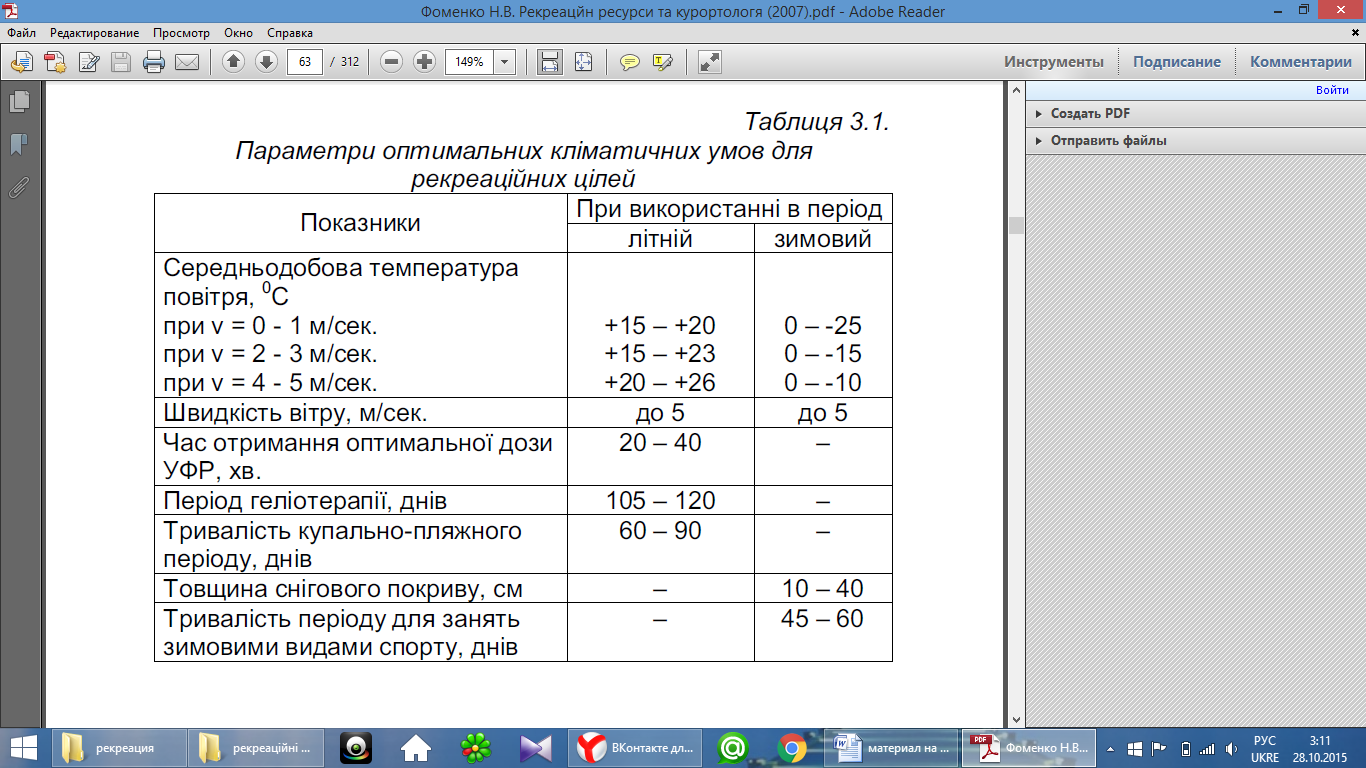 Фоменко Н.В. Рекреацйн ресурси та курортологя (2007).pdf - Adobe Reader
Файл Редактирование Просмотр Окно Справка
63 / 312 149% Инструменты Подписание Комментарии
Войти
Создать PDF
Отправить файлы
Таблиця 3.1.
Параметри оптимальних кліматичних умов для
рекреаційних цілей
Показники При використанні в період
літній зимовий
Середньодобова температура
повітря, ⁰С
при v = 0 - 1 м/сек. +15 – +20 0 – -25
при v = 2 - 3 м/сек. +15 – +23 0 – -15
при v = 4 - 5 м/сек. +20 – +26 0 – -10
Швидкість вітру, м/сек. до 5 до 5
Час отримання оптимальної дози 20 – 40 –
УФР, хв.
Період геліотерапії, днів 105 – 120 –
Тривалість купально-пляжного 60 – 90 –
періоду, днів
Товщина снігового покриву, см – 10 – 40
Тривалість періоду для занять – 45 – 60
зимовими видами спорту, днів
рекреация рекреаційні ... ВКонтакте дл... материал на ... Фоменко Н.В... РУС 3:11
UKRE 28.10.2015